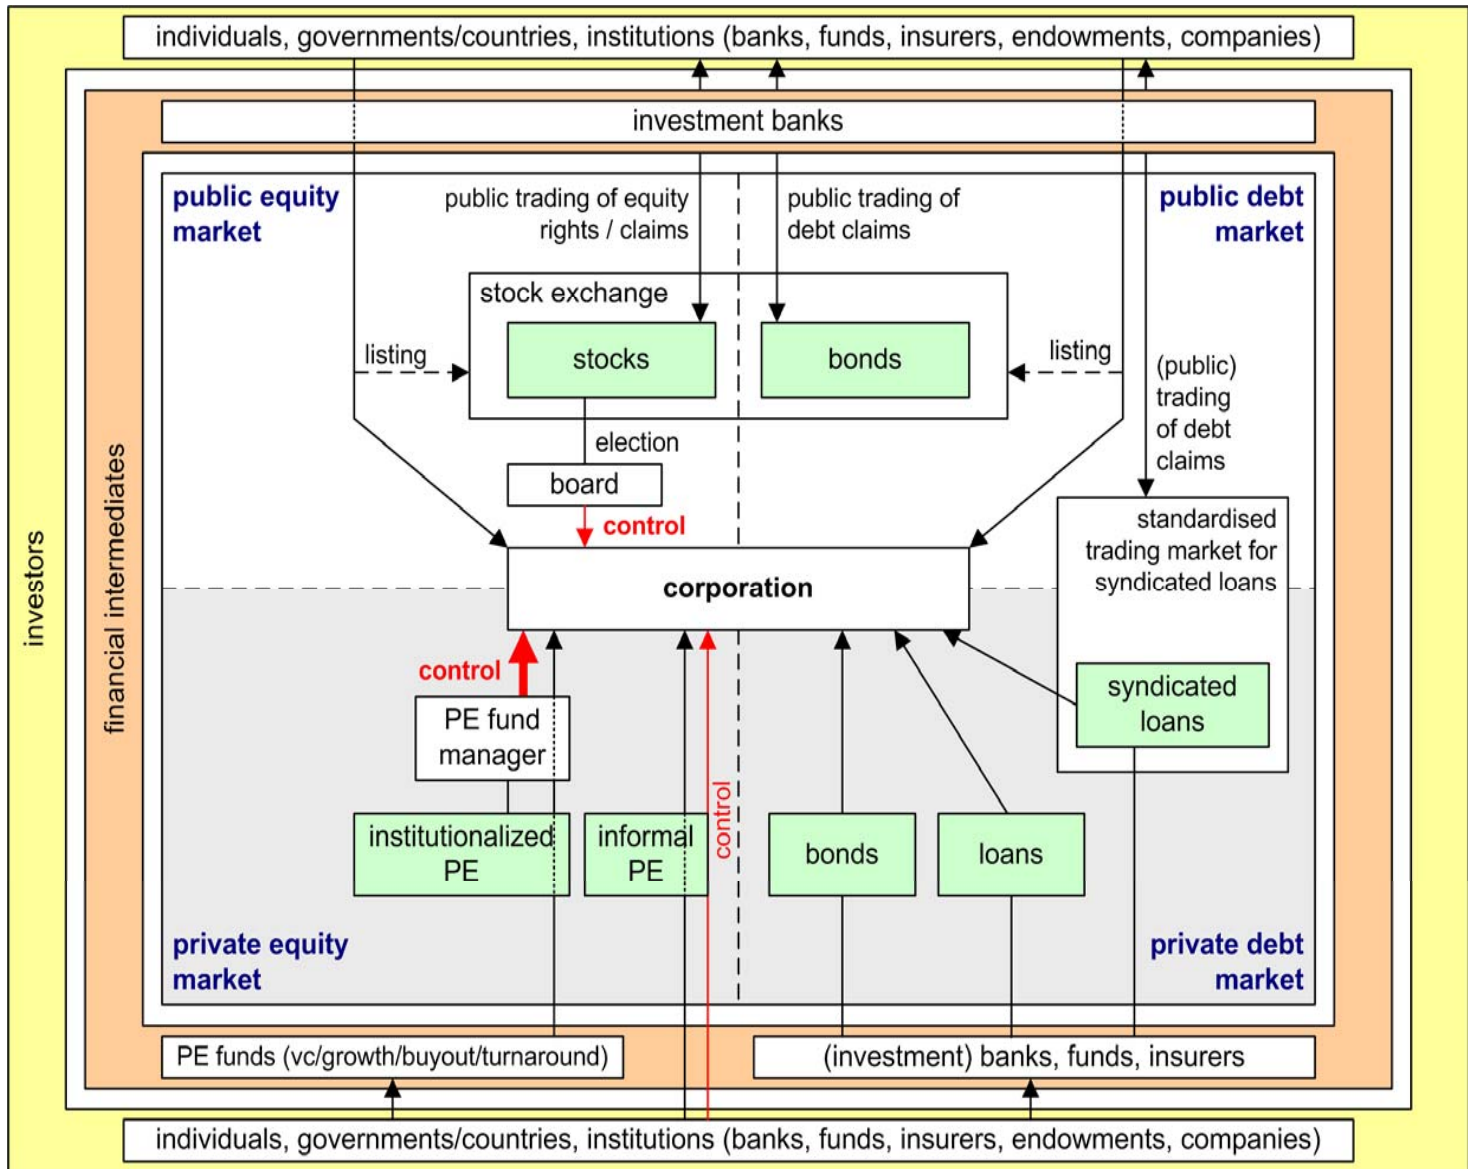 individuals, governments/countries, institutions (banks, funds, insurers, endowments, companies)
investment banks
public equity
market
public trading of equity
rights / claims
public trading of
debt claims
public debt
market
stock exchange
stocks
bonds
listing
listing
(public)
trading
of debt
claims
election
board
control
standardised
trading market for
syndicated loans
corporation
investors
financial intermediates
control
PE fund
manager
syndicated
loans
institutionalized
PE
informal
PE
control
bonds
loans
private equity
market
private debt
market
PE funds (vc/growth/buyout/turnaround)
(investment) banks, funds, insurers
individuals, governments/countries, institutions (banks, funds, insurers, endowments, companies)